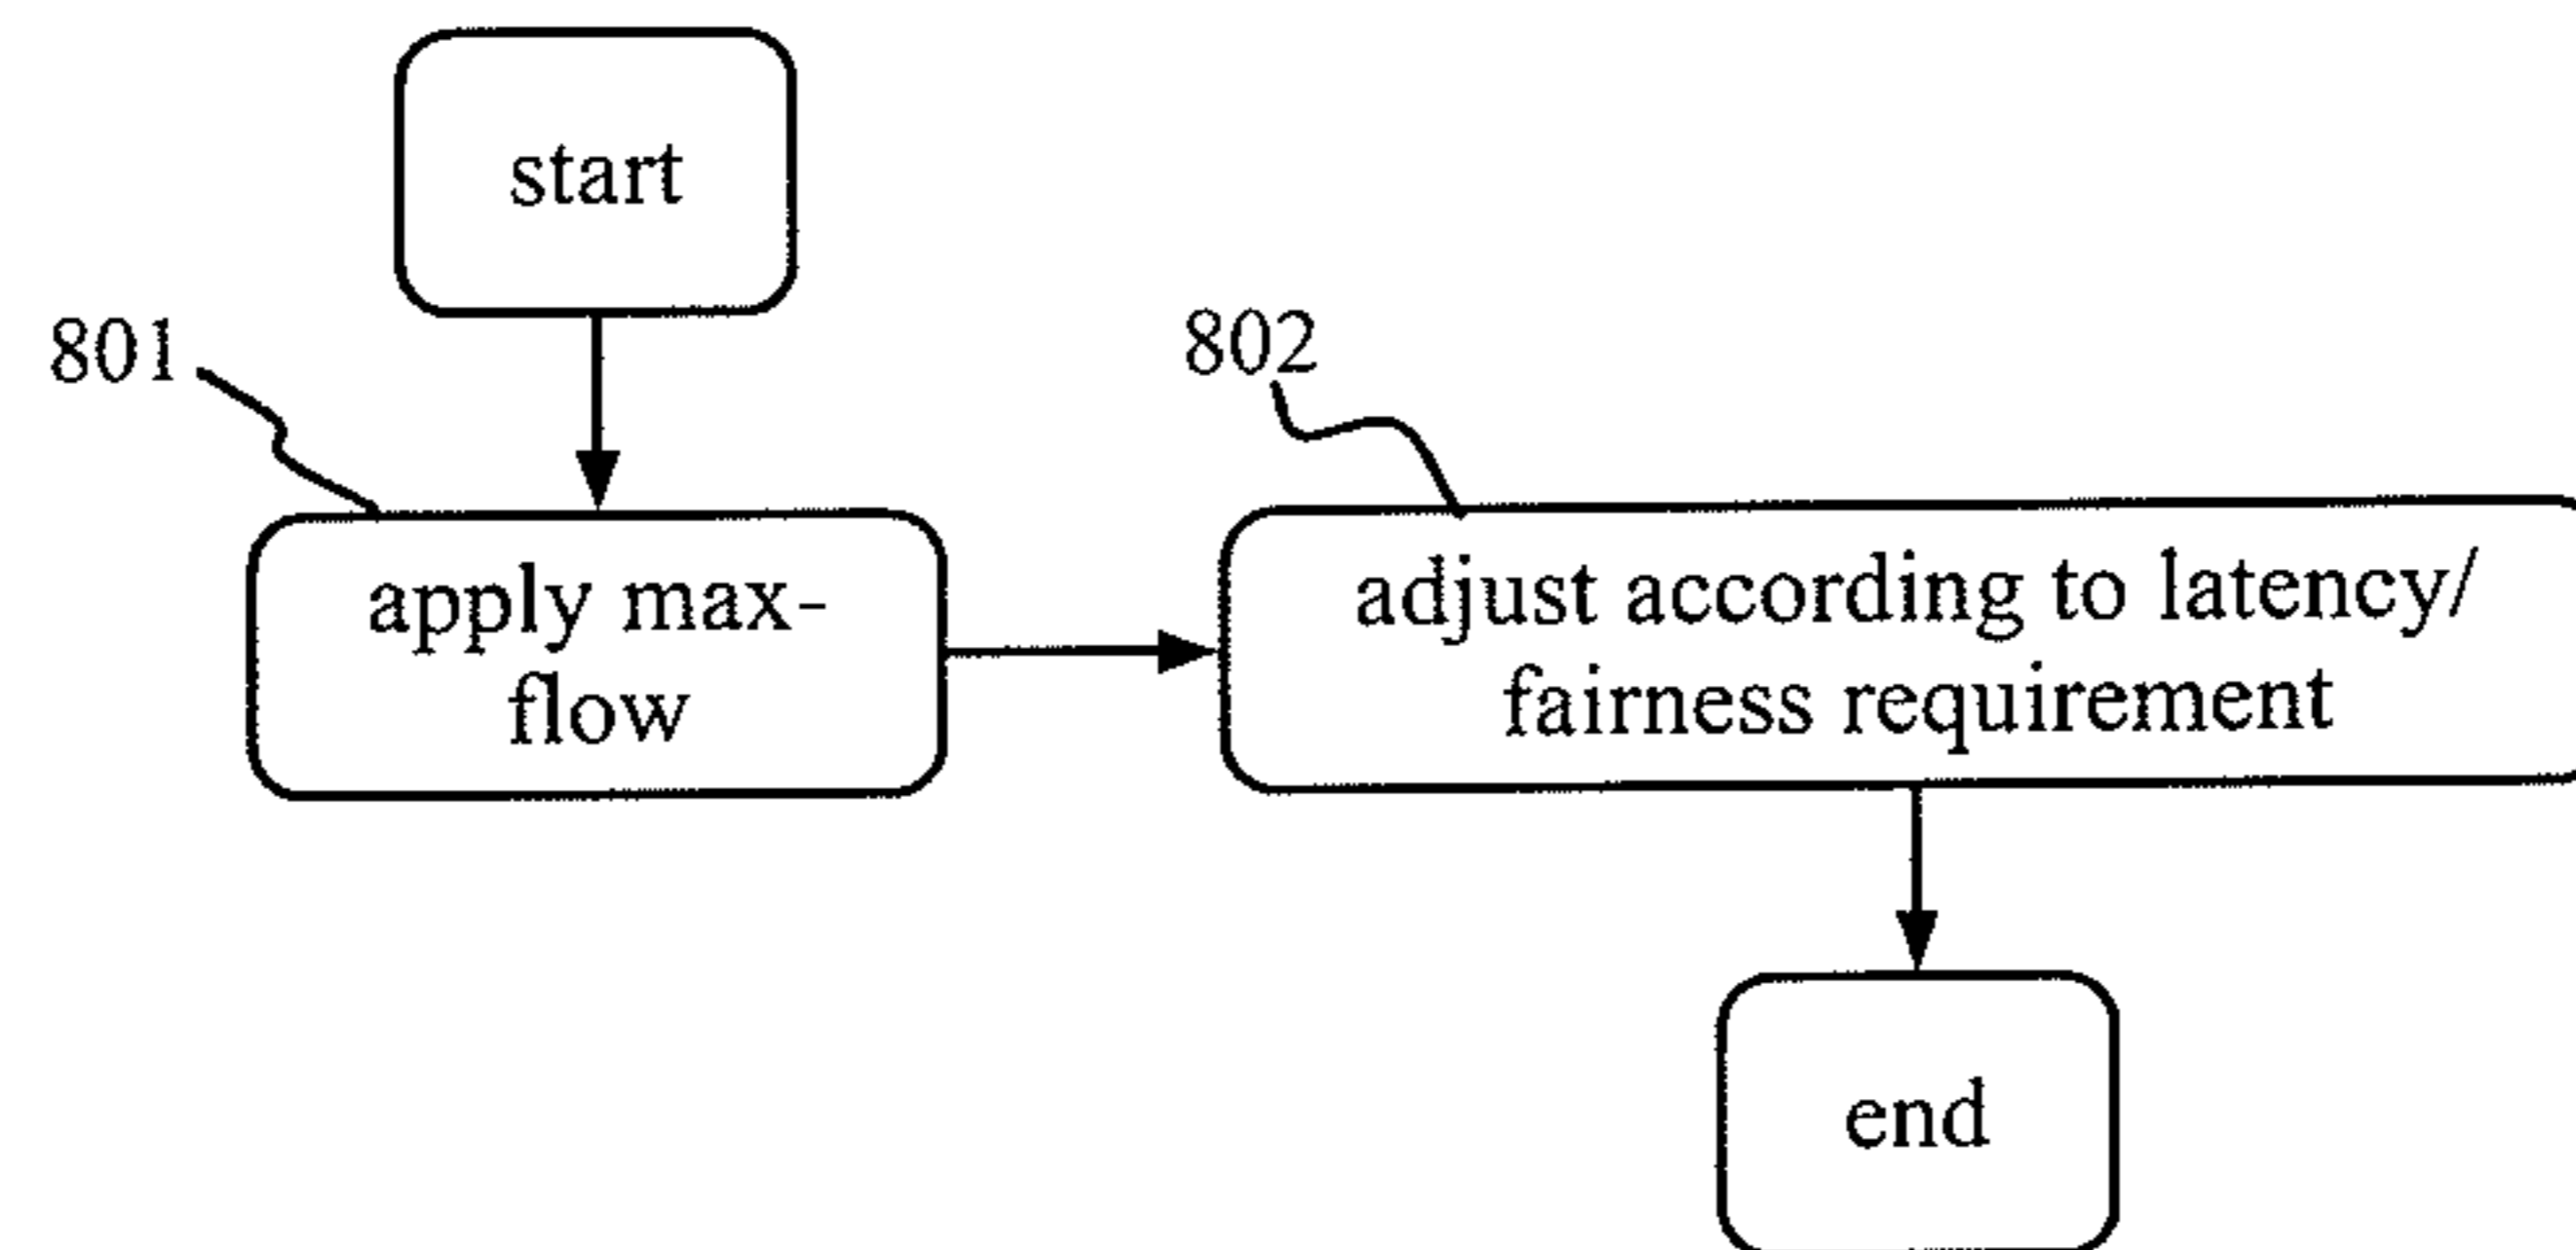 start
801
802
apply max-
flow
adjust according to latency/
fairness requirement
end